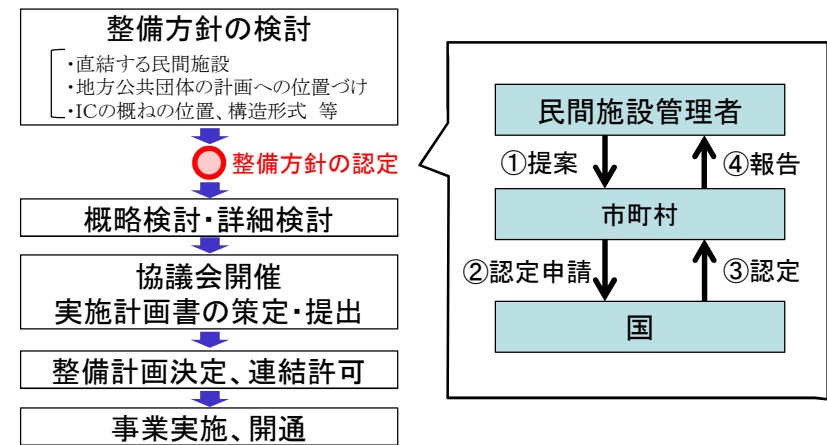 整備方針の検討
・直結する民間施設
・地方公共団体の計画への位置づけ
・ICの概ねの位置、構造形式 等
整備方針の認定
概略検討・詳細検討
協議会開催
実施計画書の策定・提出
整備計画決定、連結許可
事業実施、開通
民間施設管理者
①提案
④報告
市町村
②認定申請
③認定
国